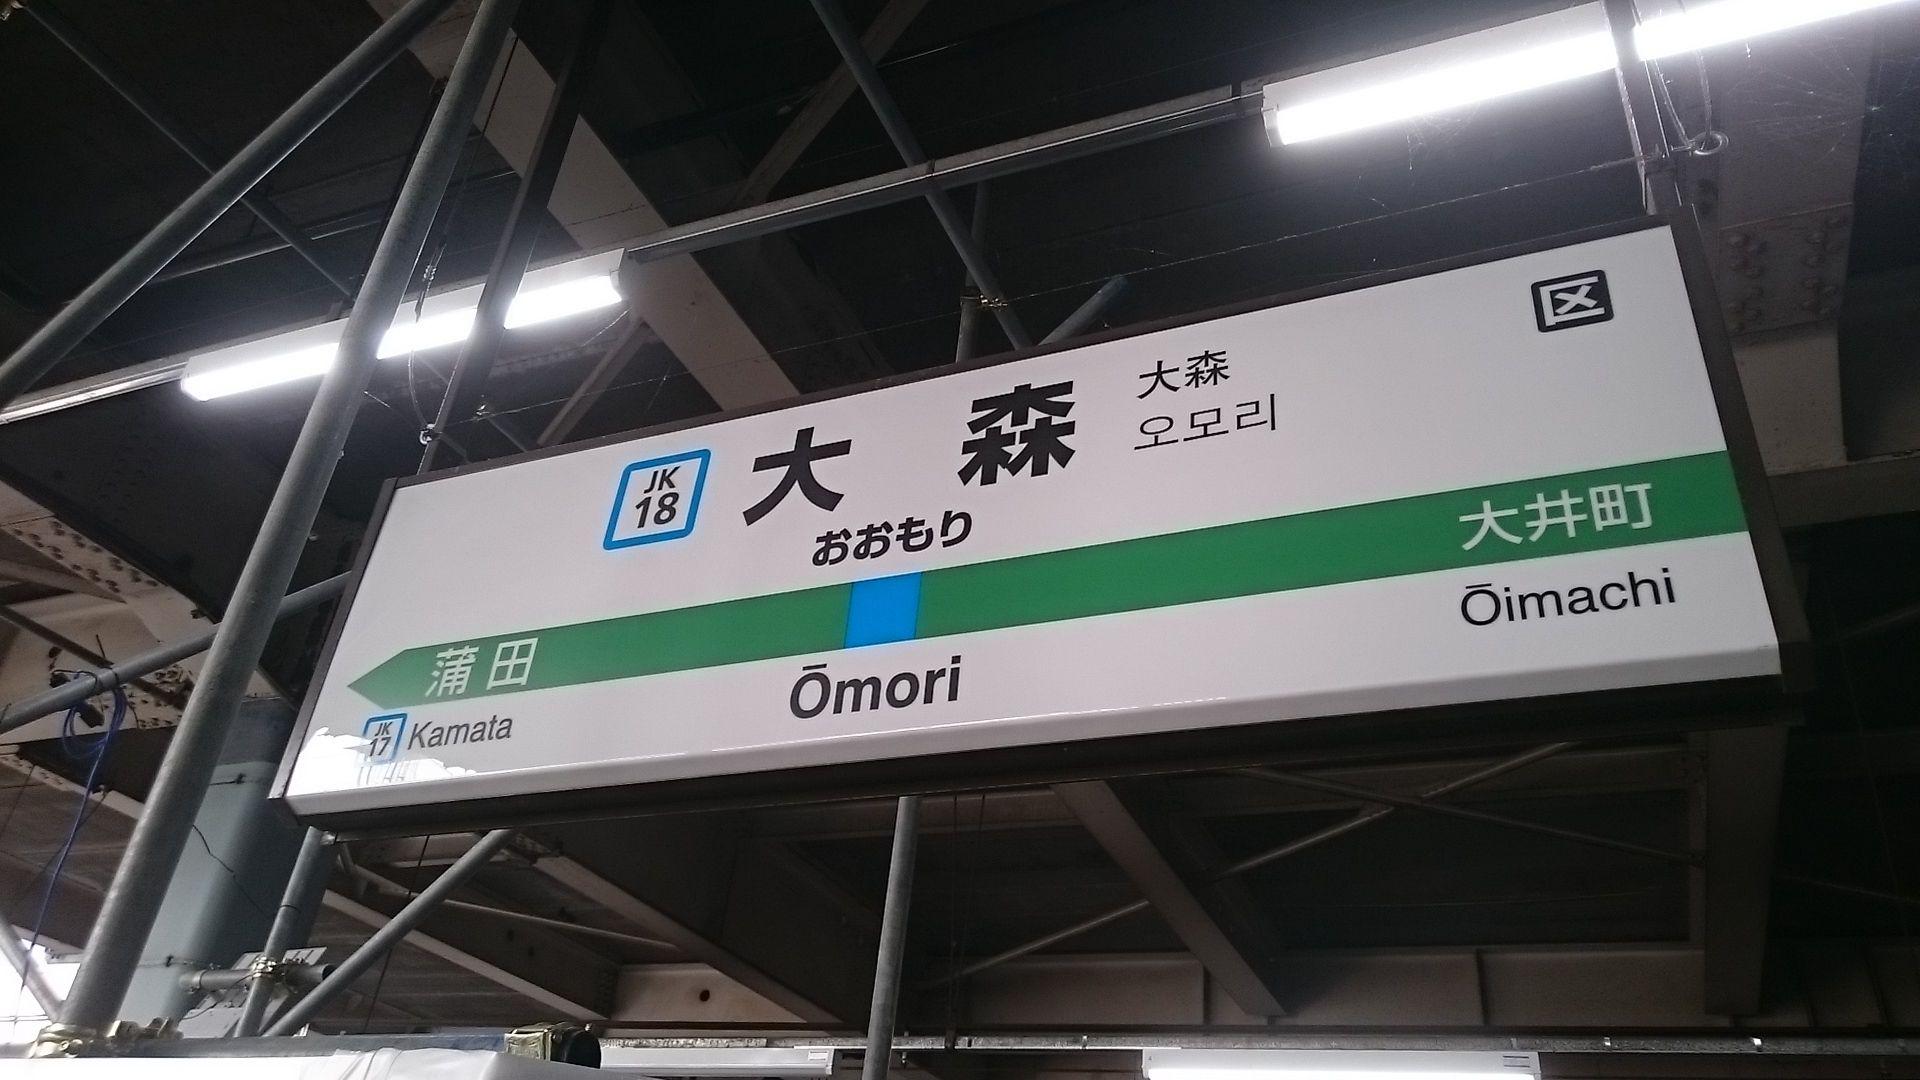 区
JK
18
大森
おおもり
大森
오모리
蒲田
大井町
JK
17
Kamata
Ōmori
Ōimachi